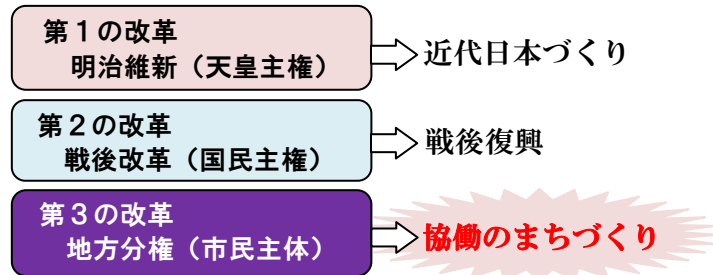 第１の改革
明治維新（天皇主権）
近代日本づくり
第２の改革
戦後改革（国民主権）
戦後復興
第３の改革
地方分権（市民主体）
協働のまちづくり